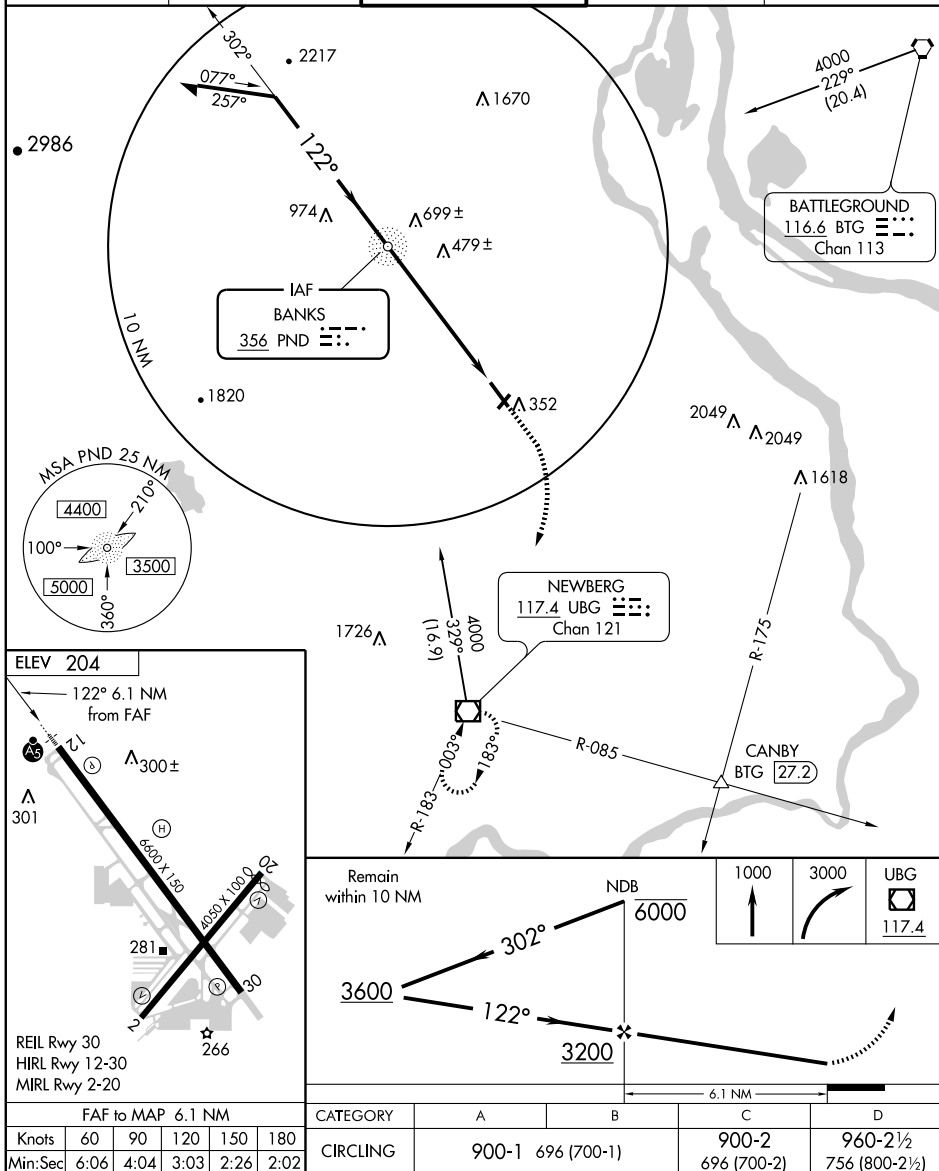 302°
2217
4000
229°
(20.4)
077°
257°
1670
2986
122°
BATTLEGROUND
116.6 BTG
Chan 113
974
699 ±
479 ±
IAF
BANKS
356 PND
10 NM
1820
352
2049
2049
1618
MSA PND 25 NM
4400
210°
100°
3500
5000
360°
NEWBERG
117.4 UBG
Chan 121
1726
4000
329°
(16.9)
R-175
003°
183°
R-183
R-085
CANBY
BTG 27.2
ELEV 204
122° 6.1 NM
from FAF
A5
12
P
300 ±
301
H
6600 X 150
20
4050 X 100
V
281
V
P
30
2
266
REIL Rwy 30
HIRL Rwy 12-30
MIRL Rwy 2-20
Remain
within 10 NM
NDB
6000
1000
3000
UBG
117.4
302°
3600
122°
3200
6.1 NM
FAF to MAP 6.1 NM
Knots 60 90 120 150 180
Min:Sec 6:06 4:04 3:03 2:26 2:02
CATEGORY A B C D
CIRCLING 900-1 696 (700-1) 900-2 696 (700-2) 960-2½ 756 (800-2½)